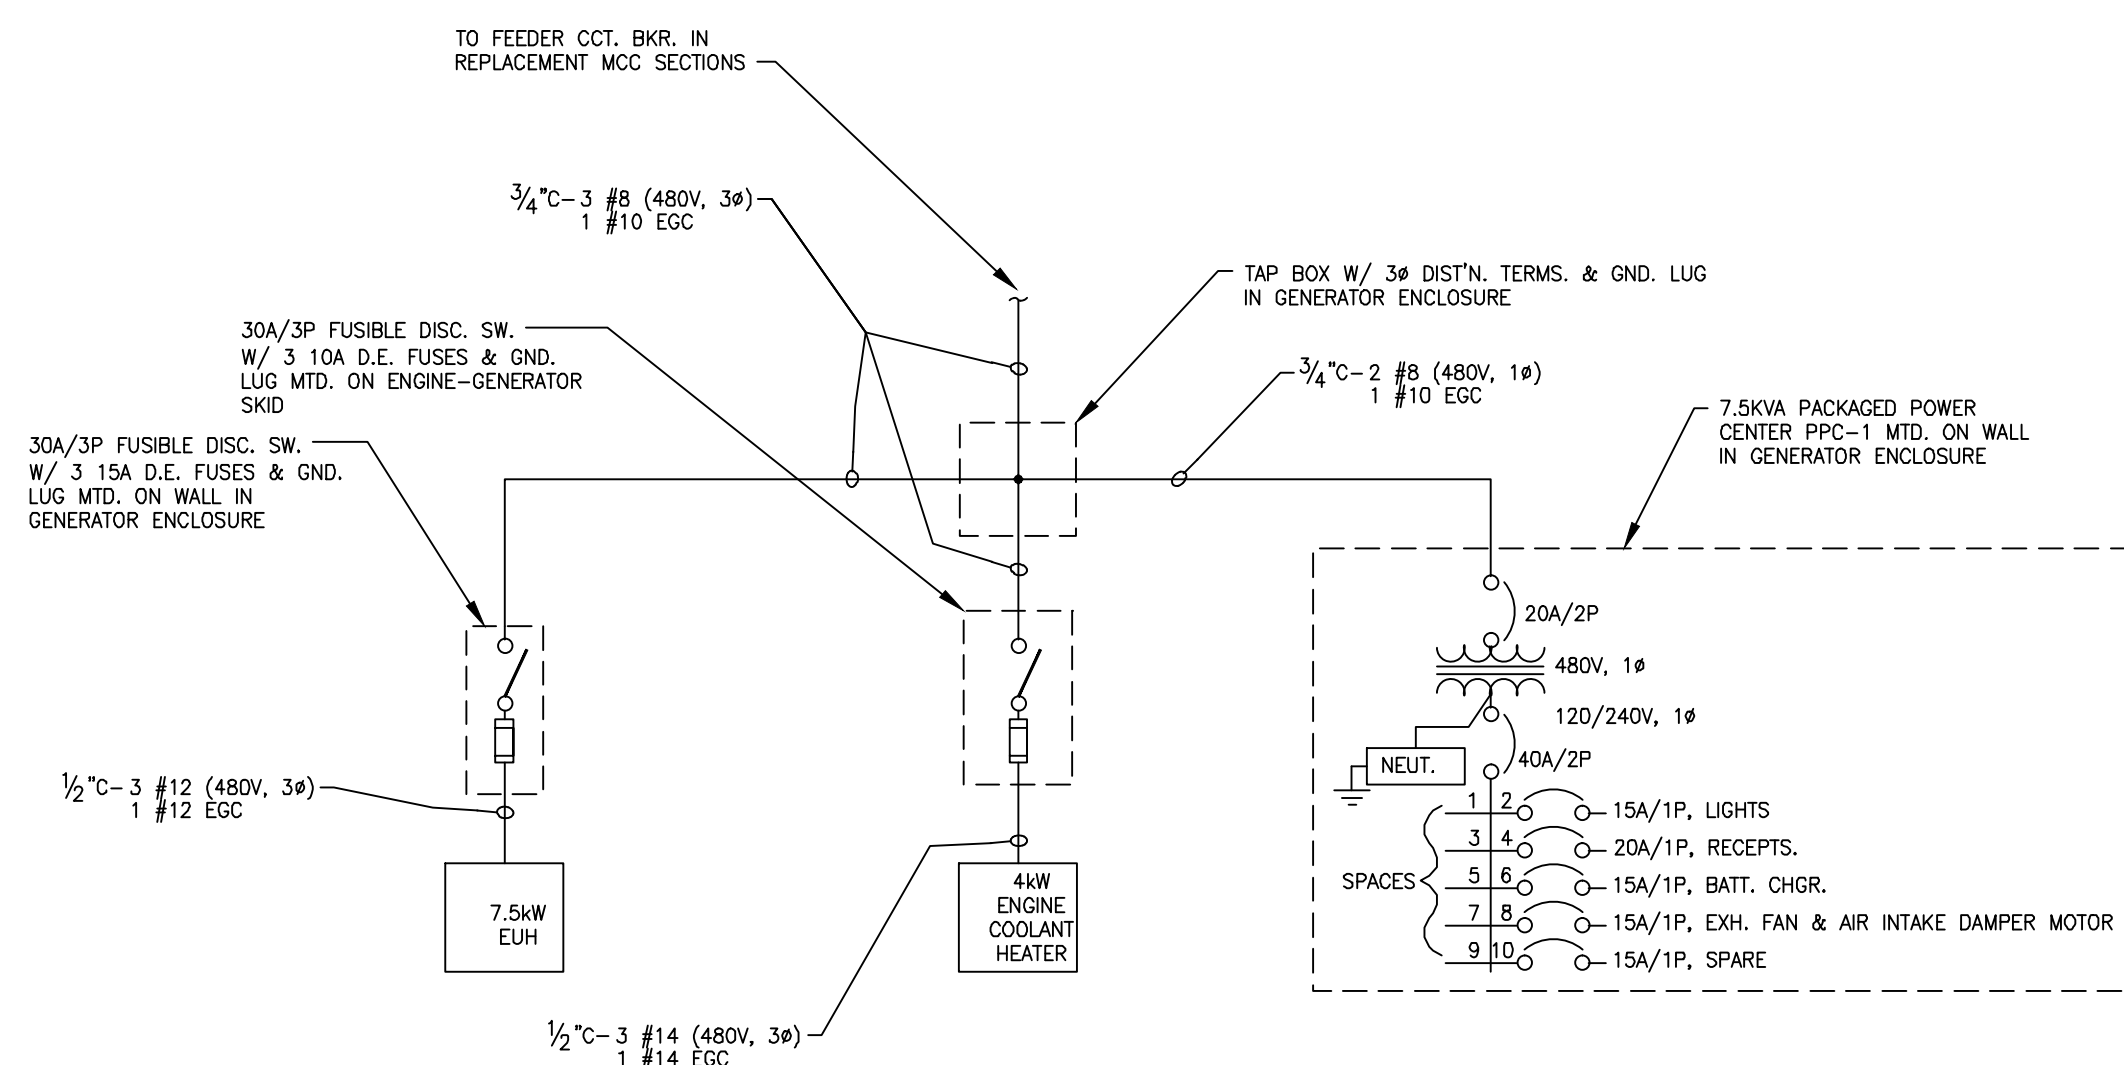 TO FEEDER CCT. BKR. IN
REPLACEMENT MCC SECTIONS
3/4"C-3 #8 (480V, 3ø)
1 #10 EGC
TAP BOX W/ 3ø DIST'N. TERMS. & GND. LUG
IN GENERATOR ENCLOSURE
30A/3P FUSIBLE DISC. SW.
W/ 3 10A D.E. FUSES & GND.
LUG MTD. ON ENGINE-GENERATOR
SKID
3/4"C-2 #8 (480V, 1ø)
1 #10 EGC
7.5KVA PACKAGED POWER
CENTER PPC-1 MTD. ON WALL
IN GENERATOR ENCLOSURE
30A/3P FUSIBLE DISC. SW.
W/ 3 15A D.E. FUSES & GND.
LUG MTD. ON WALL IN
GENERATOR ENCLOSURE
20A/2P
480V, 1ø
120/240V, 1ø
NEUT.
40A/2P
1/2"C-3 #12 (480V, 3ø)
1 #12 EGC
1 2 15A/1P, LIGHTS
3 4 20A/1P, RECEPTS.
SPACES
5 6 15A/1P, BATT. CHGR.
7 8 15A/1P, EXH. FAN & AIR INTAKE DAMPER MOTOR
9 10 15A/1P, SPARE
7.5kW
EUH
4kW
ENGINE
COOLANT
HEATER
1/2"C-3 #14 (480V, 3ø)
1 #14 EGC